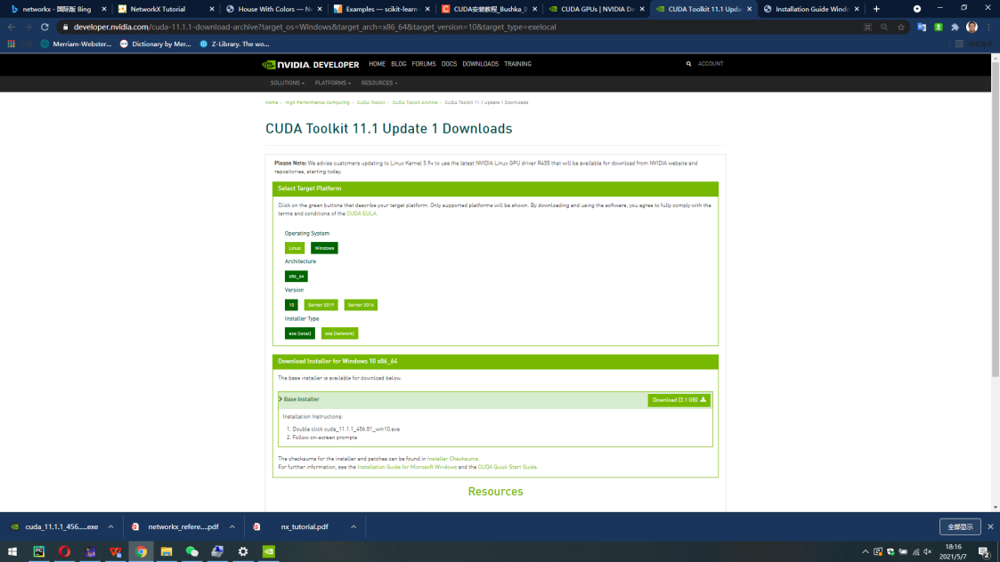 networkx - 国际版 Bing
NetworkX Tutorial
House With Colors — Ne
Examples — scikit-learn
CUDA安装教程_Bushka_B
CUDA GPUs | NVIDIA De
CUDA Toolkit 11.1 Upda
Installation Guide Windo
developer.nvidia.com/cuda-11.1.1-download-archive?target_os=Windows&target_arch=x86_64&target_version=10&target_type=exelocal
Merriam-Webster...
Dictionary by Mer...
Z-Library. The wo...
NVIDIA. DEVELOPER HOME BLOG FORUMS DOCS DOWNLOADS TRAINING ACCOUNT
SOLUTIONS PLATFORMS RESOURCES
Home > High Performance Computing > CUDA Toolkit > CUDA Toolkit Archive > CUDA Toolkit 11.1 Update 1 Downloads
CUDA Toolkit 11.1 Update 1 Downloads
Please Note: We advise customers updating to Linux Kernel 5.9+ to use the latest NVIDIA Linux GPU driver R455 that will be available for download from NVIDIA website and
repositories, starting today.
Select Target Platform
Click on the green buttons that describe your target platform. Only supported platforms will be shown. By downloading and using the software, you agree to fully comply with the
terms and conditions of the CUDA EULA.
Operating System
Linux Windows
Architecture
x86_64
Version
10 Server 2019 Server 2016
Installer Type
exe (local) exe (network)
Download Installer for Windows 10 x86_64
The base installer is available for download below.
Base Installer
Download (3.1 GB)
Installation Instructions:
1. Double click cuda_11.1.1_456.81_win10.exe
2. Follow on-screen prompts
The checksums for the installer and patches can be found in Installer Checksums.
For further information, see the Installation Guide for Microsoft Windows and the CUDA Quick Start Guide.
Resources
cuda_11.1.1_456....exe
networkx_refere....pdf
nx_tutorial.pdf
全部显示
18:16
2021/5/7
2